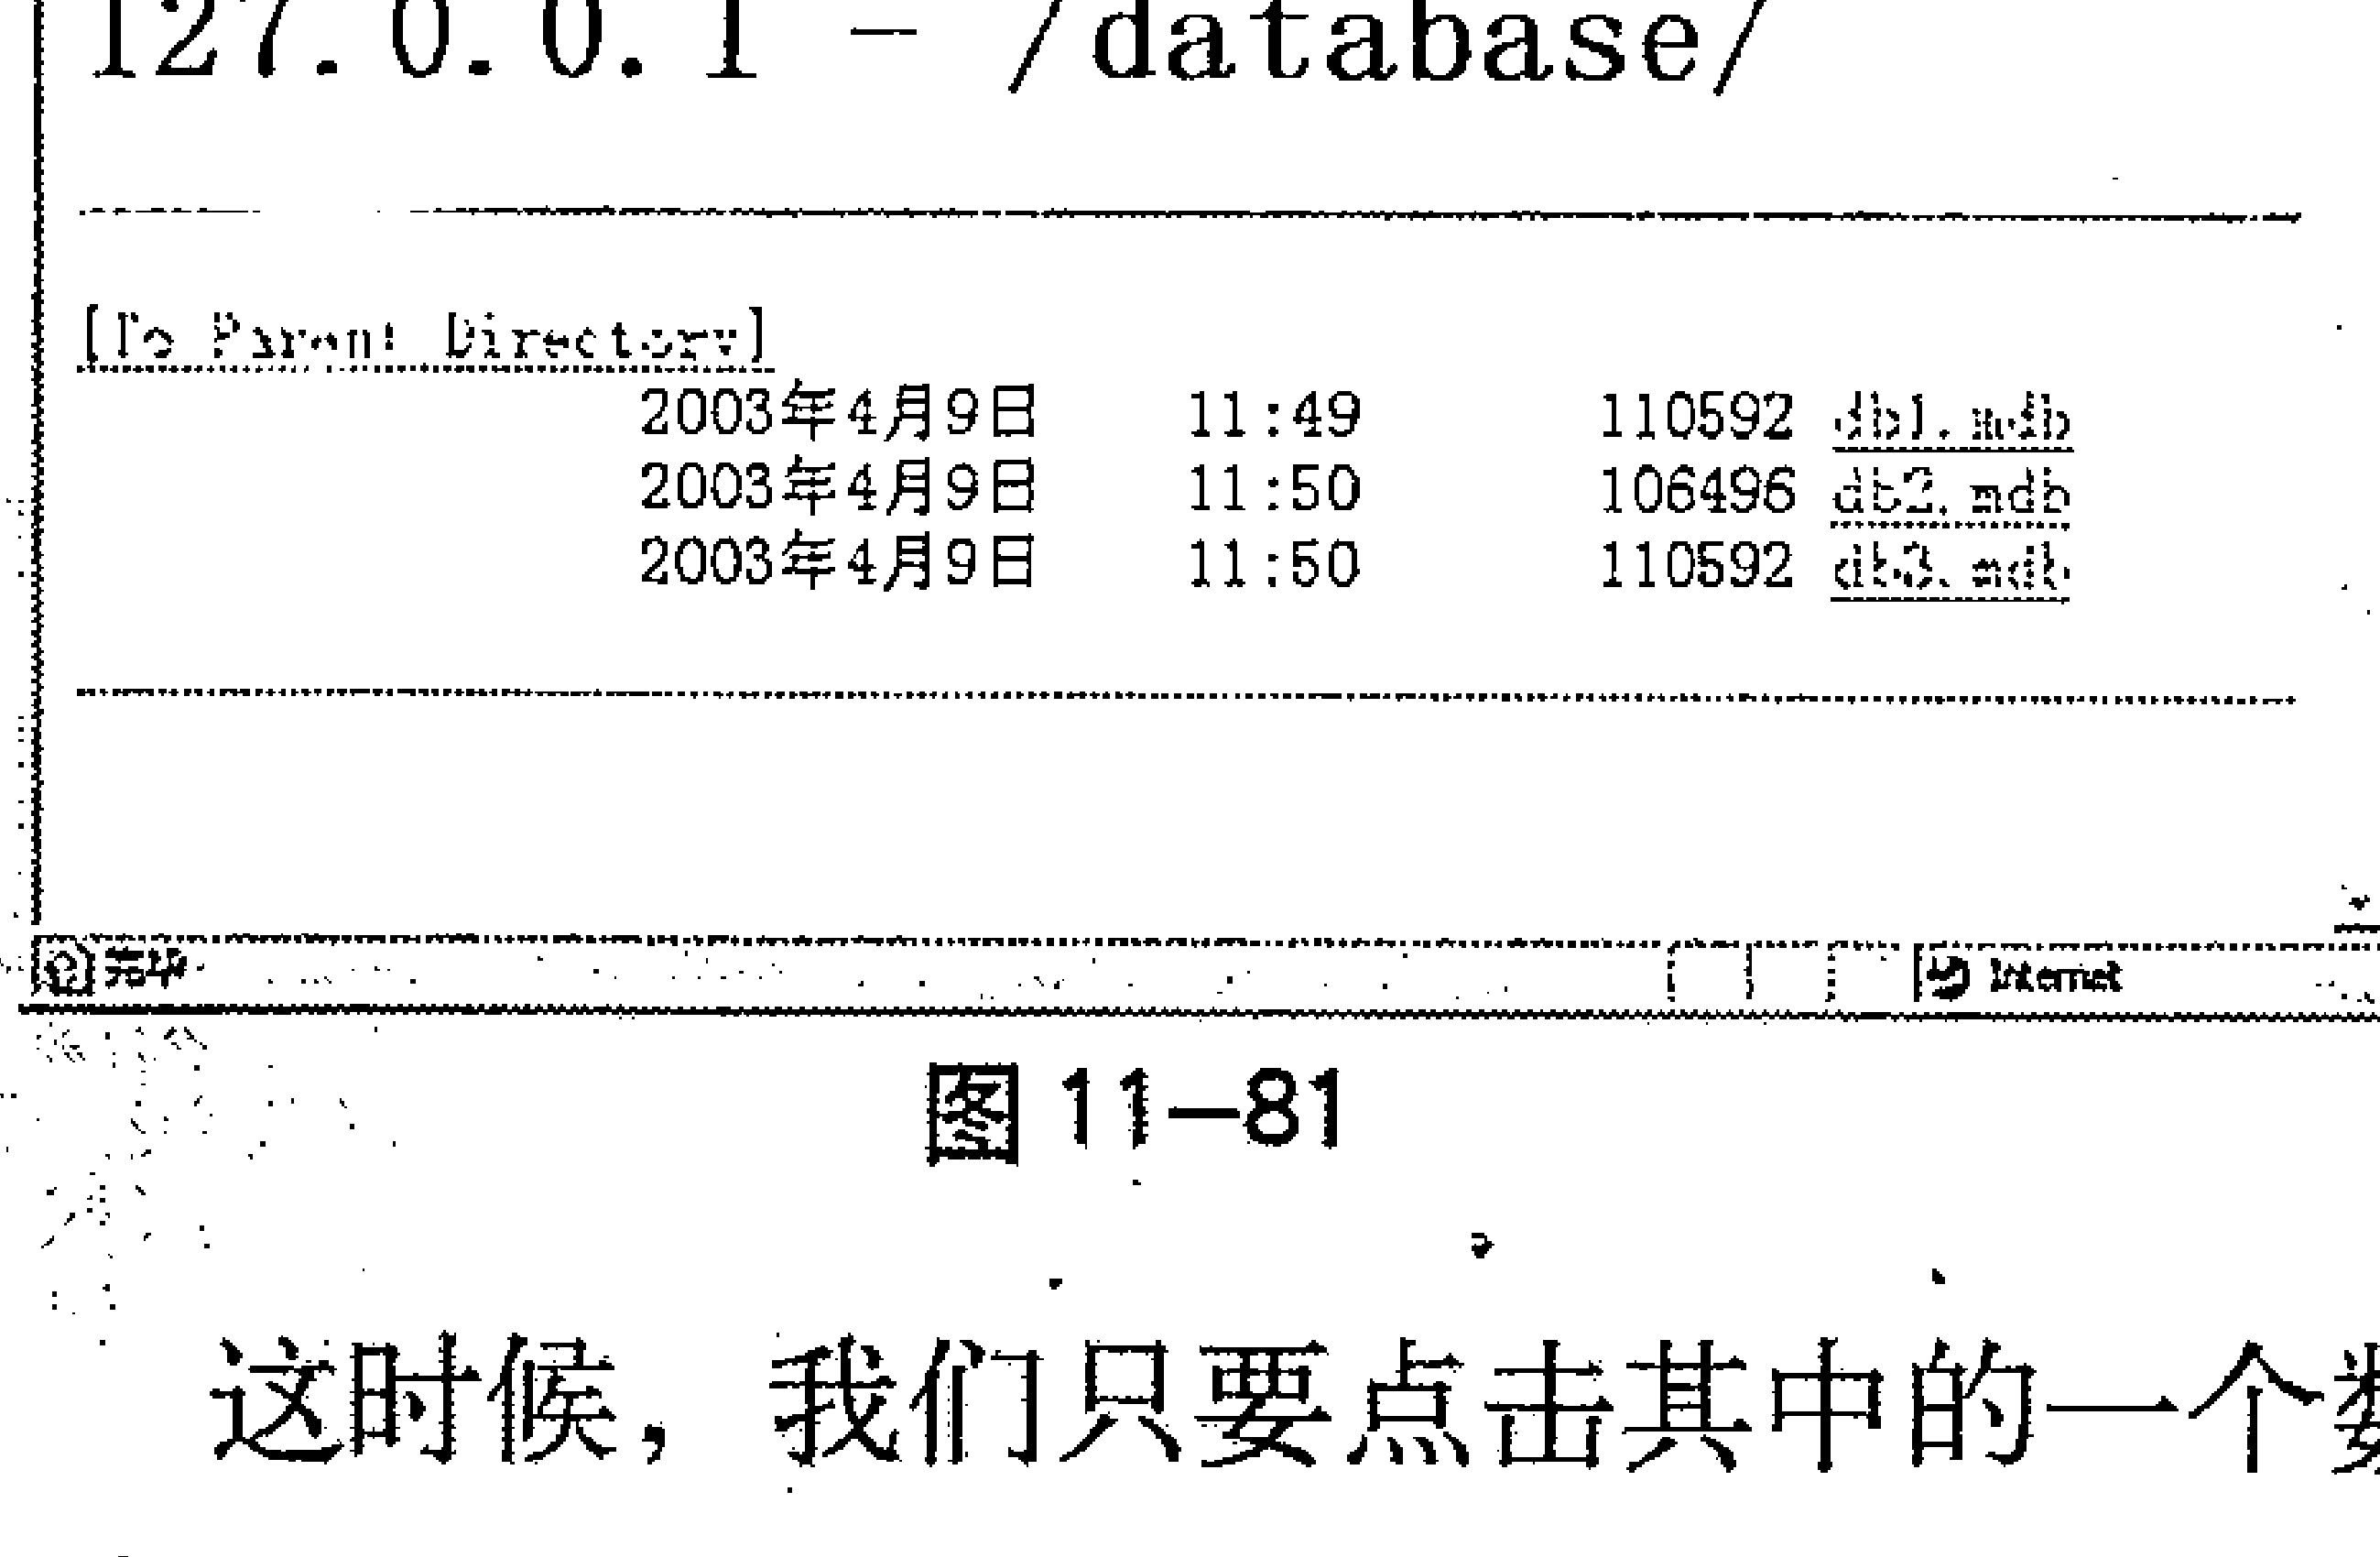 127.0.0.1 - /database/
[To Parent Directory]
2003年4月9日 11:49 110592 db1.mdb
2003年4月9日 11:50 106496 db2.mdb
2003年4月9日 11:50 110592 db3.mdb
完毕 Internet
图 11-81
这时候，我们只要点击其中的一个数